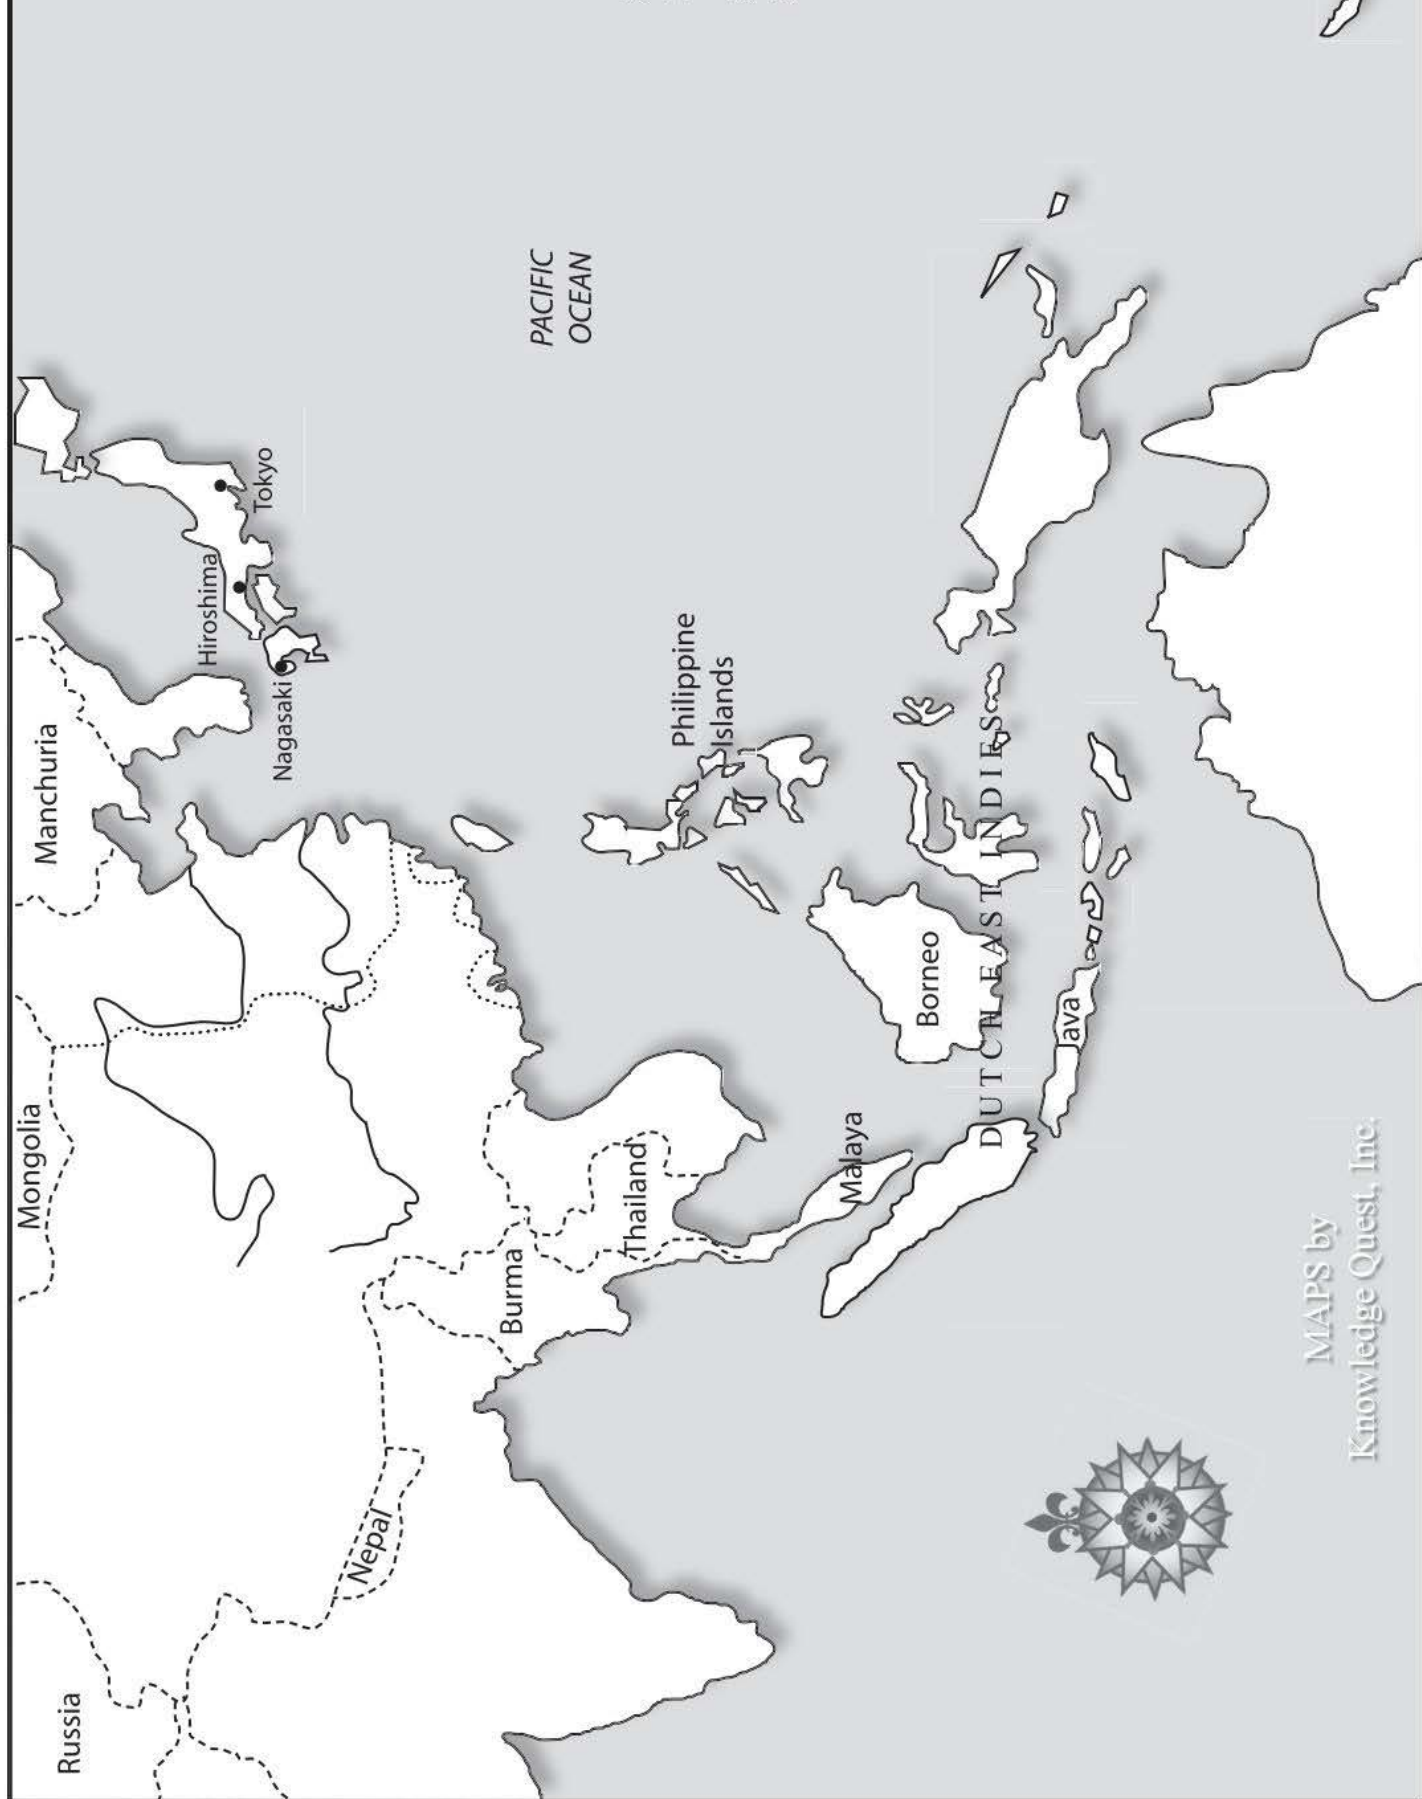 Russia
Mongolia
Manchuria
Nepal
Hiroshima
Tokyo
Nagasaki
Burma
Thailand
PACIFIC
OCEAN
Philippine
Islands
Malaya
Borneo
DUTCH EAST INDIES
Java
MAPS by
Knowledge Quest, Inc.